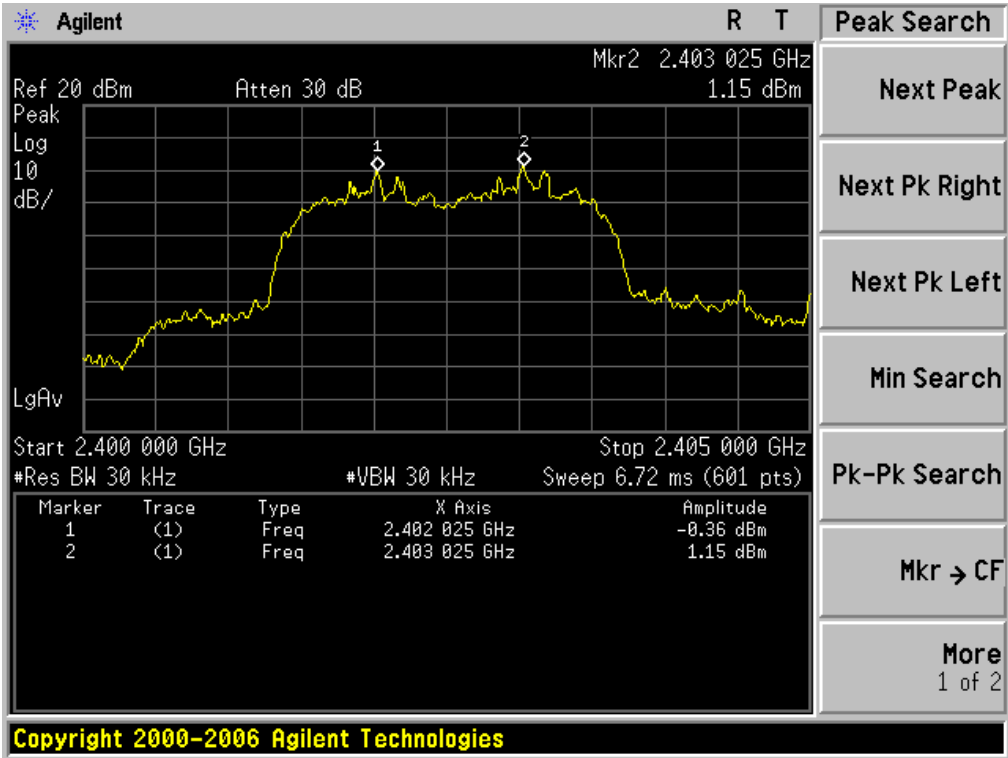 Agilent R T Peak Search
Mkr2 2.403 025 GHz
Ref 20 dBm Atten 30 dB 1.15 dBm
Peak
Log
10
dB/
1
2
LgAv
Start 2.400 000 GHz Stop 2.405 000 GHz
#Res BW 30 kHz #VBW 30 kHz Sweep 6.72 ms (601 pts)
Marker Trace Type X Axis Amplitude
1 (1) Freq 2.402 025 GHz -0.36 dBm
2 (1) Freq 2.403 025 GHz 1.15 dBm
Next Peak
Next Pk Right
Next Pk Left
Min Search
Pk-Pk Search
Mkr → CF
More
1 of 2
Copyright 2000-2006 Agilent Technologies